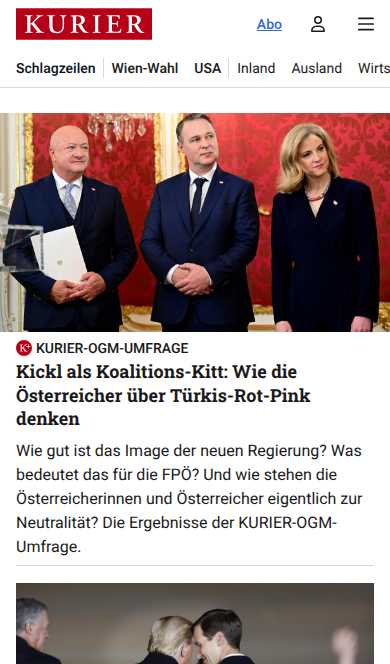 KURIER
Abo
Schlagzeilen Wien-Wahl USA Inland Ausland Wirts
K+ KURIER-OGM-UMFRAGE
Kickl als Koalitions-Kitt: Wie die
Österreicher über Türkis-Rot-Pink
denken
Wie gut ist das Image der neuen Regierung? Was
bedeutet das für die FPÖ? Und wie stehen die
Österreicherinnen und Österreicher eigentlich zur
Neutralität? Die Ergebnisse der KURIER-OGM-
Umfrage.